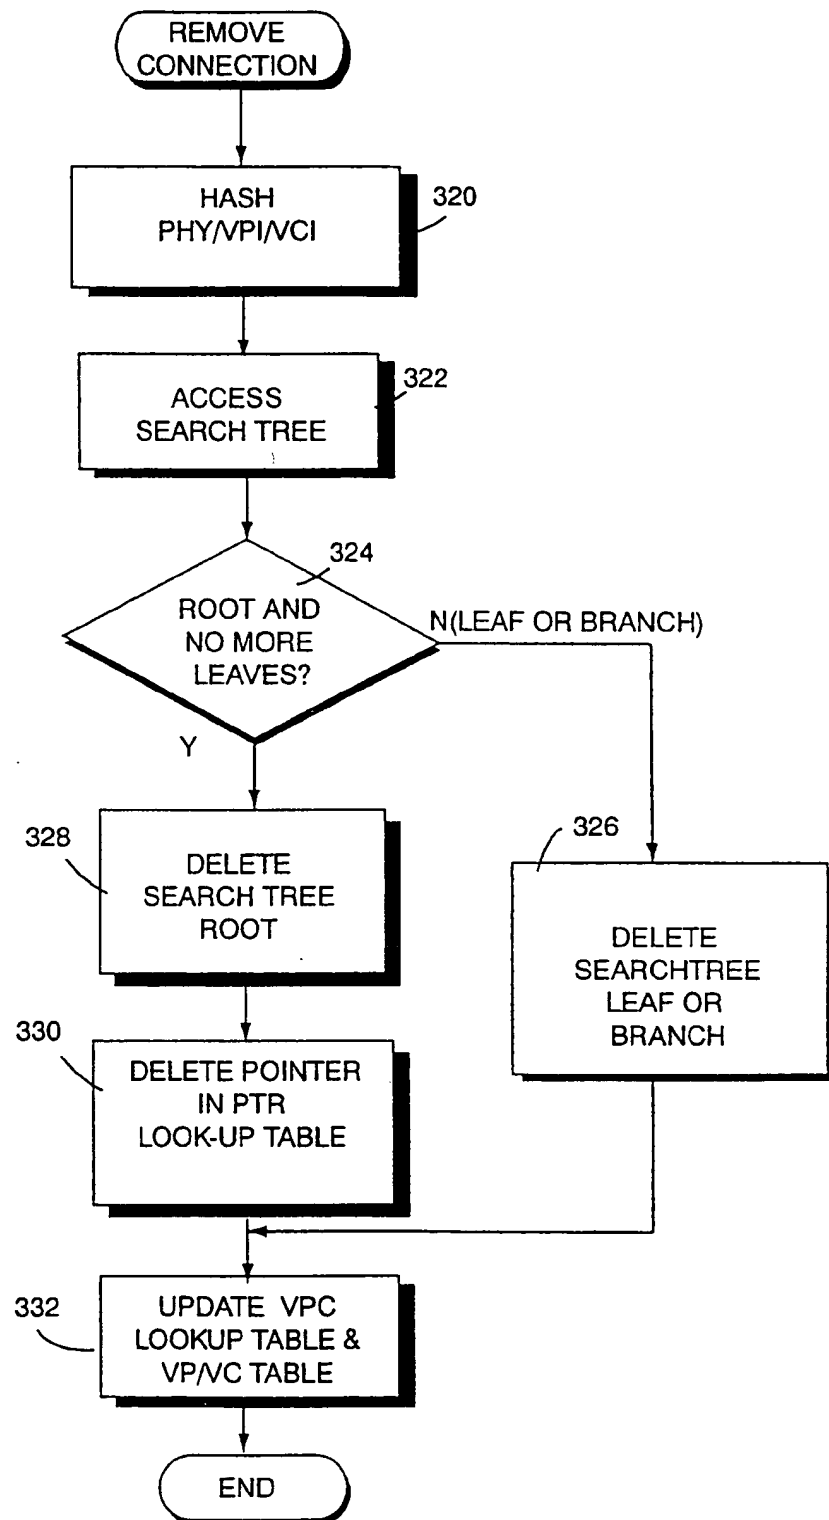 REMOVE
CONNECTION
HASH
PHY/VPI/VCI
320
ACCESS
SEARCH TREE
322
324
ROOT AND
NO MORE
LEAVES?
N(LEAF OR BRANCH)
Y
328
DELETE
SEARCH TREE
ROOT
326
DELETE
SEARCHTREE
LEAF OR
BRANCH
330
DELETE POINTER
IN PTR
LOOK-UP TABLE
332
UPDATE VPC
LOOKUP TABLE &
VP/VC TABLE
END